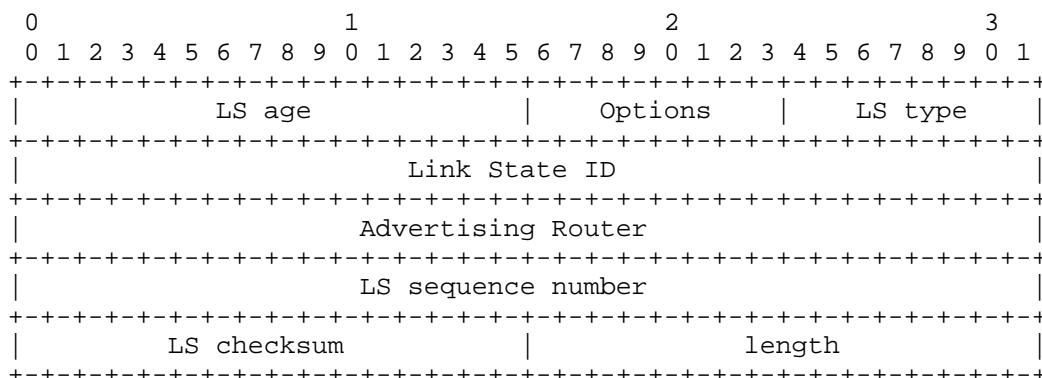 0                   1                   2                   3
0 1 2 3 4 5 6 7 8 9 0 1 2 3 4 5 6 7 8 9 0 1 2 3 4 5 6 7 8 9 0 1
+-+-+-+-+-+-+-+-+-+-+-+-+-+-+-+-+-+-+-+-+-+-+-+-+-+-+-+-+-+-+-+-+
|            LS age             |    Options    |    LS type    |
+-+-+-+-+-+-+-+-+-+-+-+-+-+-+-+-+-+-+-+-+-+-+-+-+-+-+-+-+-+-+-+-+
|                        Link State ID                          |
+-+-+-+-+-+-+-+-+-+-+-+-+-+-+-+-+-+-+-+-+-+-+-+-+-+-+-+-+-+-+-+-+
|                     Advertising Router                        |
+-+-+-+-+-+-+-+-+-+-+-+-+-+-+-+-+-+-+-+-+-+-+-+-+-+-+-+-+-+-+-+-+
|                     LS sequence number                        |
+-+-+-+-+-+-+-+-+-+-+-+-+-+-+-+-+-+-+-+-+-+-+-+-+-+-+-+-+-+-+-+-+
|         LS checksum           |             length            |
+-+-+-+-+-+-+-+-+-+-+-+-+-+-+-+-+-+-+-+-+-+-+-+-+-+-+-+-+-+-+-+-+